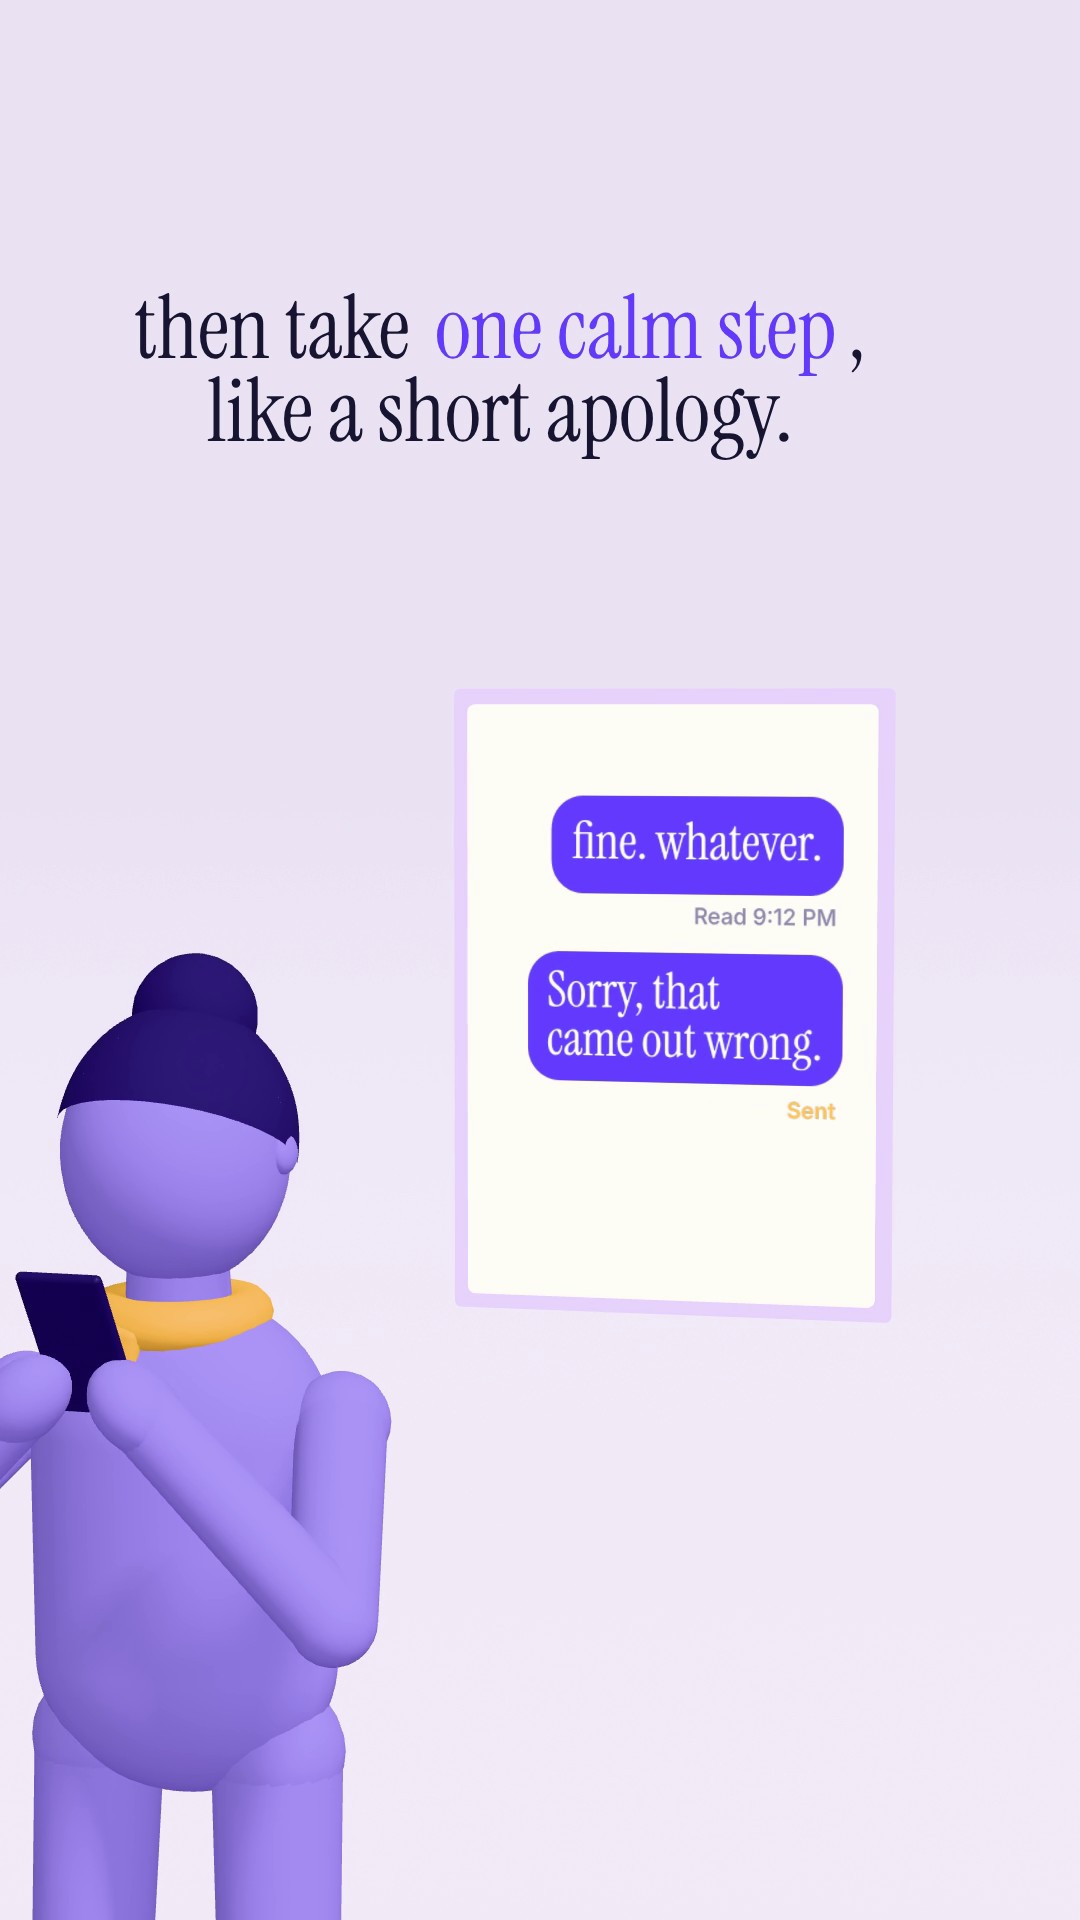 then take one calm step,
like a short apology.
fine. whatever.
Read 9:12 PM
Sorry, that
came out wrong.
Sent